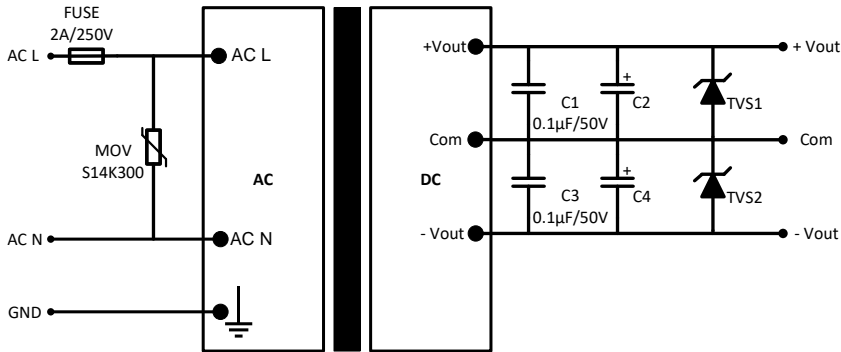 FUSE
2A/250V
AC L
AC L
+Vout
+ Vout
+
C1
C2
TVS1
0.1µF/50V
Com
Com
MOV
S14K300
AC
DC
+
C3
C4
TVS2
0.1µF/50V
AC N
AC N
- Vout
- Vout
GND